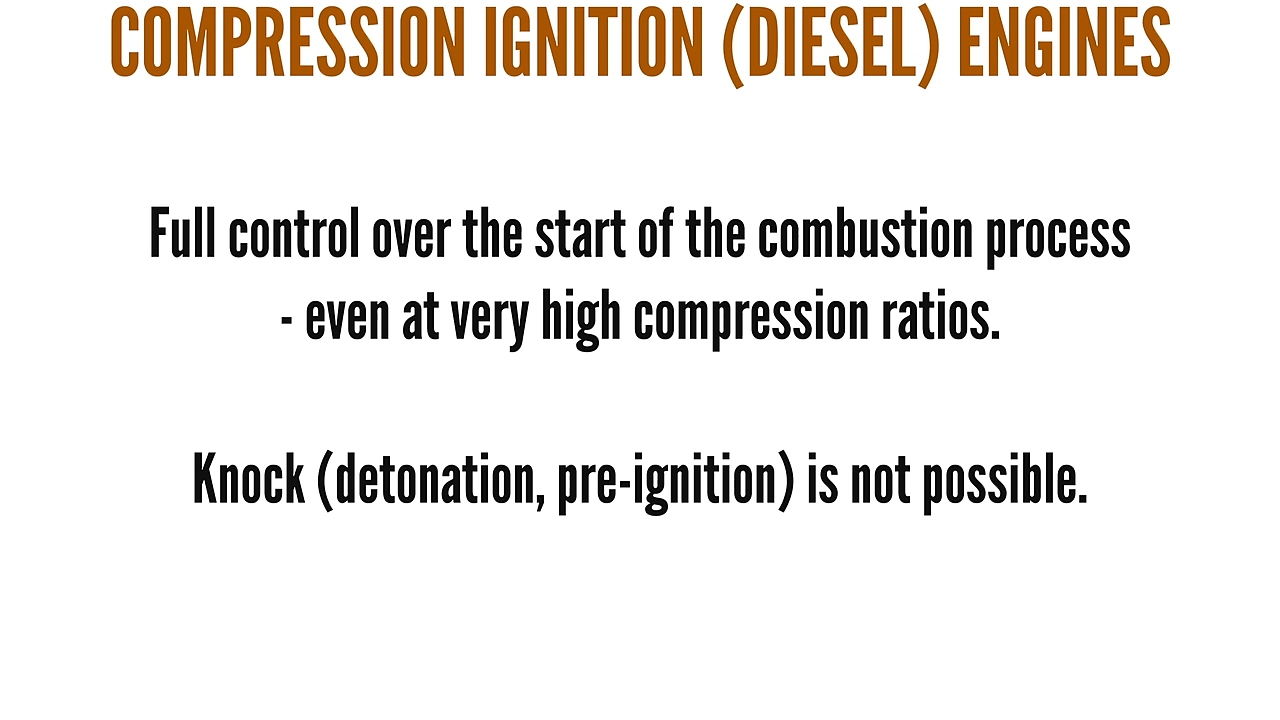 COMPRESSION IGNITION (DIESEL) ENGINES
Full control over the start of the combustion process
- even at very high compression ratios.
Knock (detonation, pre-ignition) is not possible.